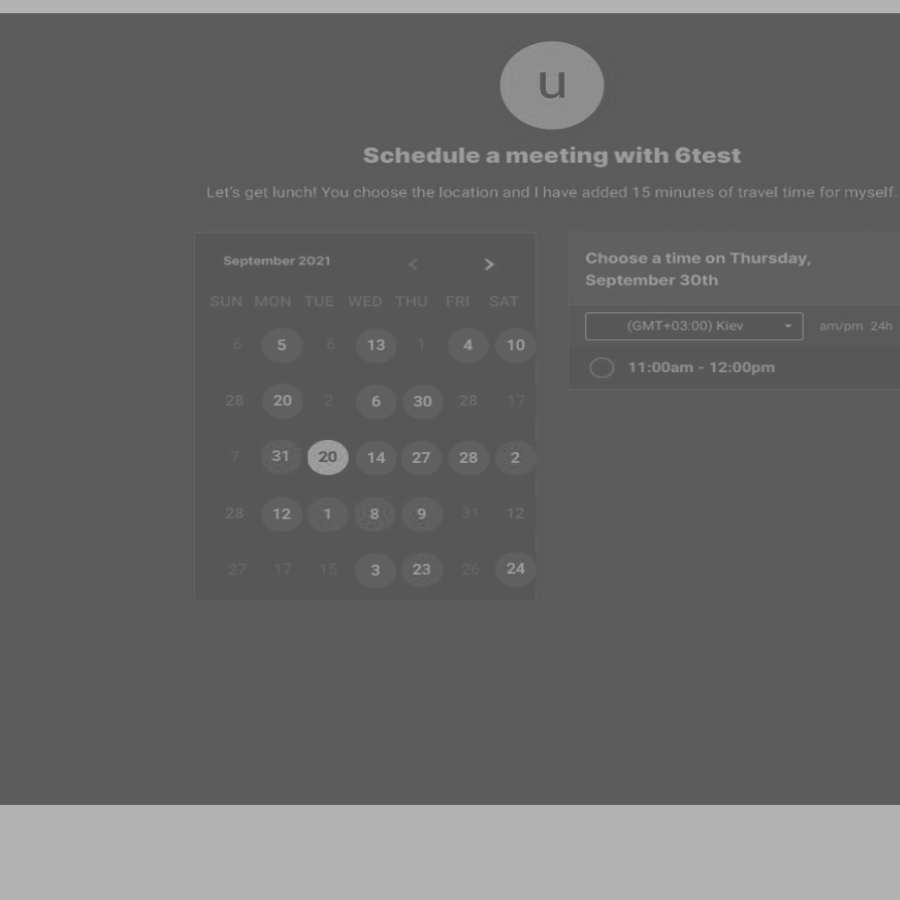 u
Schedule a meeting with 6test
Let's get lunch! You choose the location and I have added 15 minutes of travel time for myself.
September 2021 < >
SUN MON TUE WED THU FRI SAT
6 5 6 13 1 4 10
28 20 2 6 30 28 17
7 31 20 14 27 28 2
28 12 1 8 9 31 12
27 17 15 3 23 26 24
Choose a time on Thursday,
September 30th
(GMT+03:00) Kiev am/pm 24h
11:00am - 12:00pm